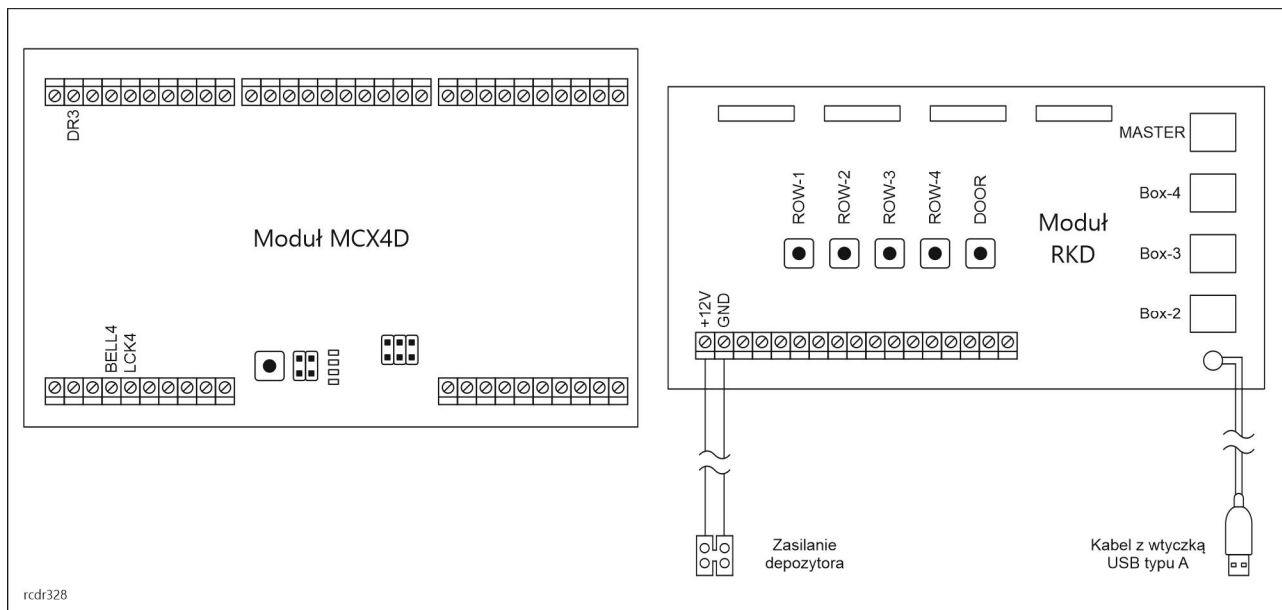 DR3
Moduł MCX4D
BELL4
LCK4
MASTER
Box-4
Box-3
Box-2
ROW-1
ROW-2
ROW-3
ROW-4
DOOR
Moduł
RKD
+12V
GND
Zasilanie
depozytora
Kabel z wtyczką
USB typu A
rcdr328